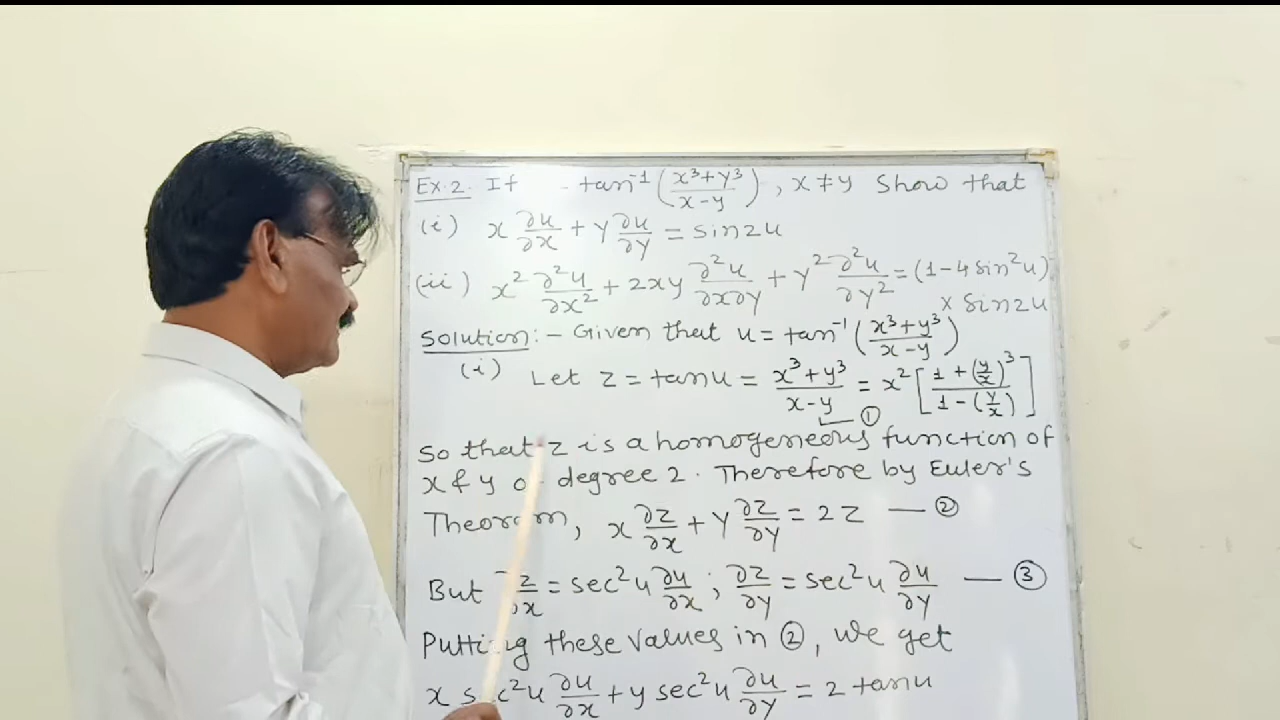 Ex.2. If tan⁻¹ (x³+y³ / x-y), x≠y Show that
(i) x ∂u/∂x + y ∂u/∂y = sin2u
(ii) x² ∂²u/∂x² + 2xy ∂²u/∂x∂y + y² ∂²u/∂y² = (1-4sin²u)
x Sin2u
Solution:- Given that u = tan⁻¹ (x³+y³ / x-y)
(i) Let z = tanu = x³+y³ / x-y = x² [1+(y/x)³ / 1-(y/x)]
①
So that z is a homogeneous function of
x & y degree 2. Therefore by Euler's
Theorem, x ∂z/∂x + y ∂z/∂y = 2z — ②
But ∂z/∂x = sec²u ∂u/∂x ; ∂z/∂y = sec²u ∂u/∂y — ③
Putting these values in ②, we get
x sec²u ∂u/∂x + y sec²u ∂u/∂y = 2 tanu